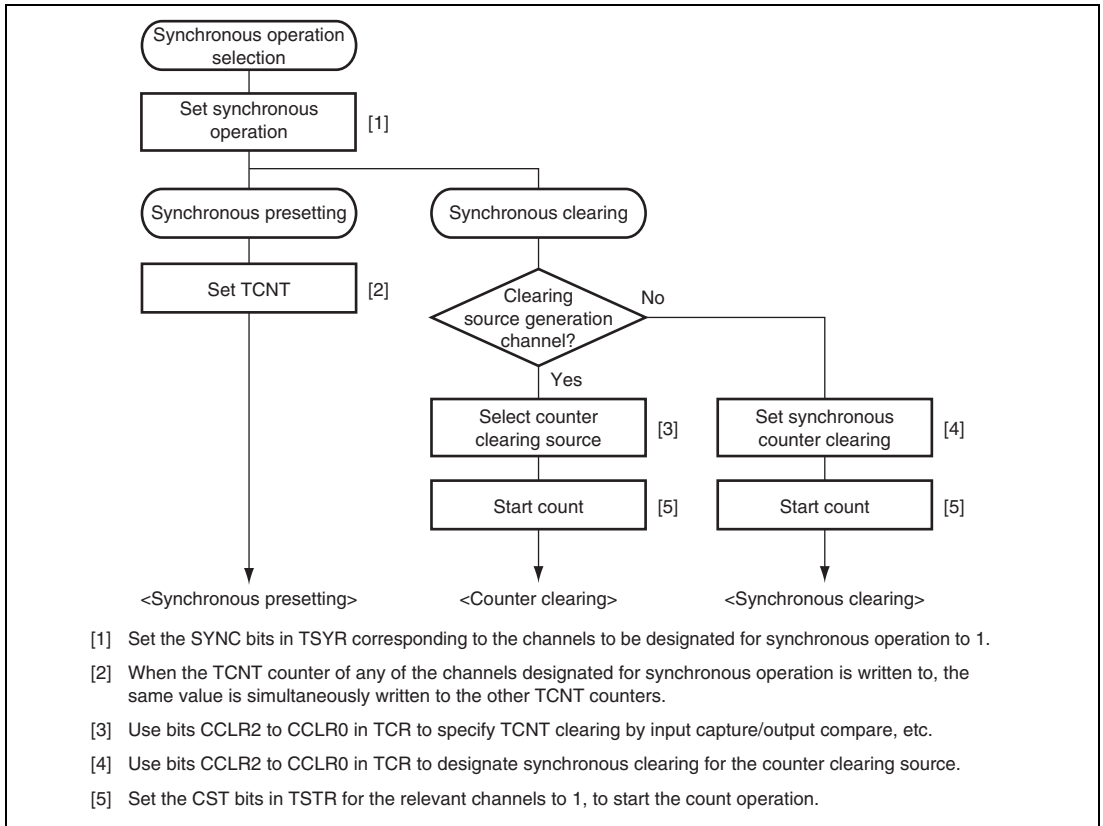 Synchronous operation
selection
Set synchronous
operation
[1]
Synchronous presetting
Synchronous clearing
Set TCNT
[2]
Clearing
source generation
channel?
No
Yes
Select counter
clearing source
[3]
Set synchronous
counter clearing
[4]
Start count
[5]
Start count
[5]
<Synchronous presetting>
<Counter clearing>
<Synchronous clearing>
[1] Set the SYNC bits in TSYR corresponding to the channels to be designated for synchronous operation to 1.
[2] When the TCNT counter of any of the channels designated for synchronous operation is written to, the
same value is simultaneously written to the other TCNT counters.
[3] Use bits CCLR2 to CCLR0 in TCR to specify TCNT clearing by input capture/output compare, etc.
[4] Use bits CCLR2 to CCLR0 in TCR to designate synchronous clearing for the counter clearing source.
[5] Set the CST bits in TSTR for the relevant channels to 1, to start the count operation.